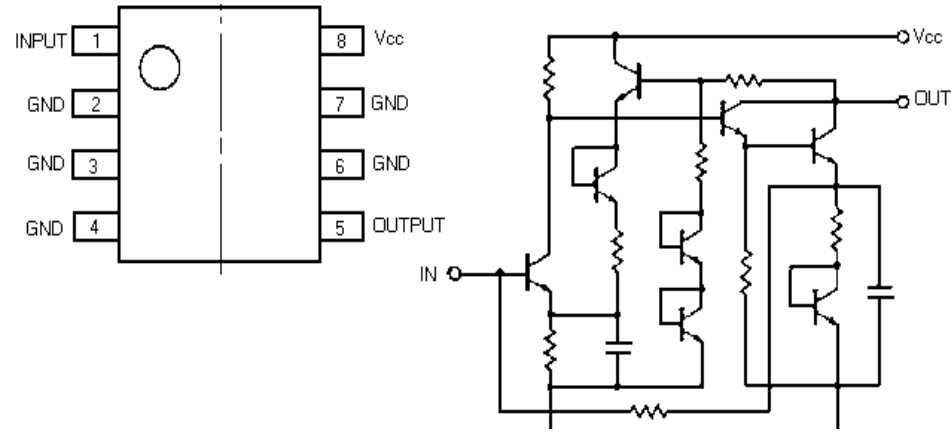 INPUT 1 8 Vcc
GND 2 7 GND
GND 3 6 GND
GND 4 5 OUTPUT
Vcc
OUT
IN